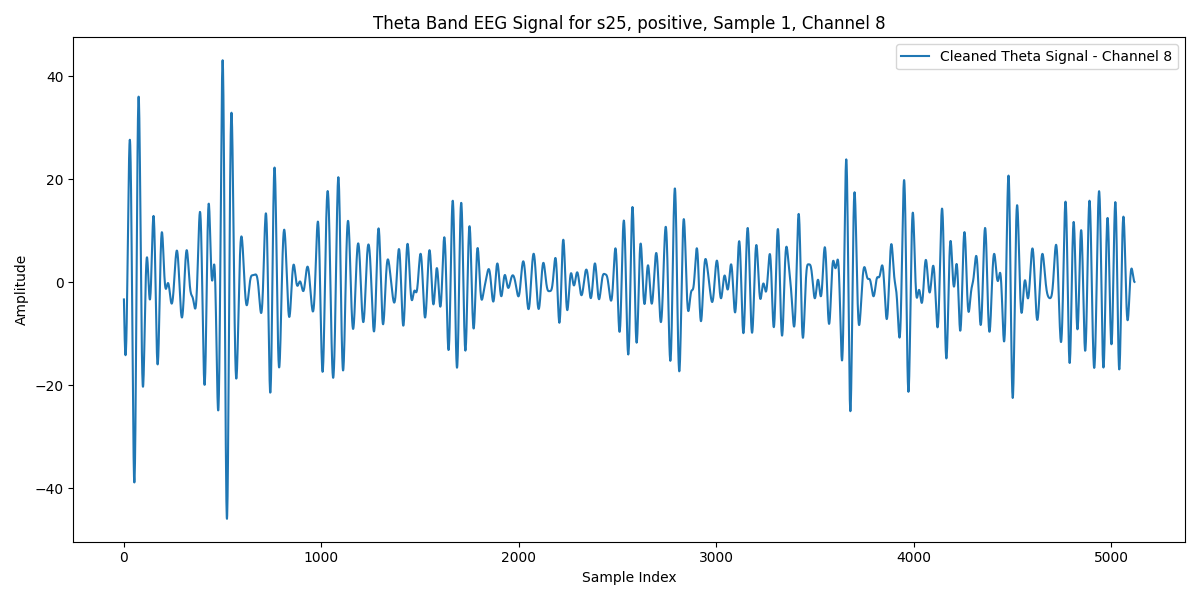 Theta Band EEG Signal for s25, positive, Sample 1, Channel 8
Cleaned Theta Signal - Channel 8
Amplitude
40
20
0
−20
−40
0 1000 2000 3000 4000 5000
Sample Index